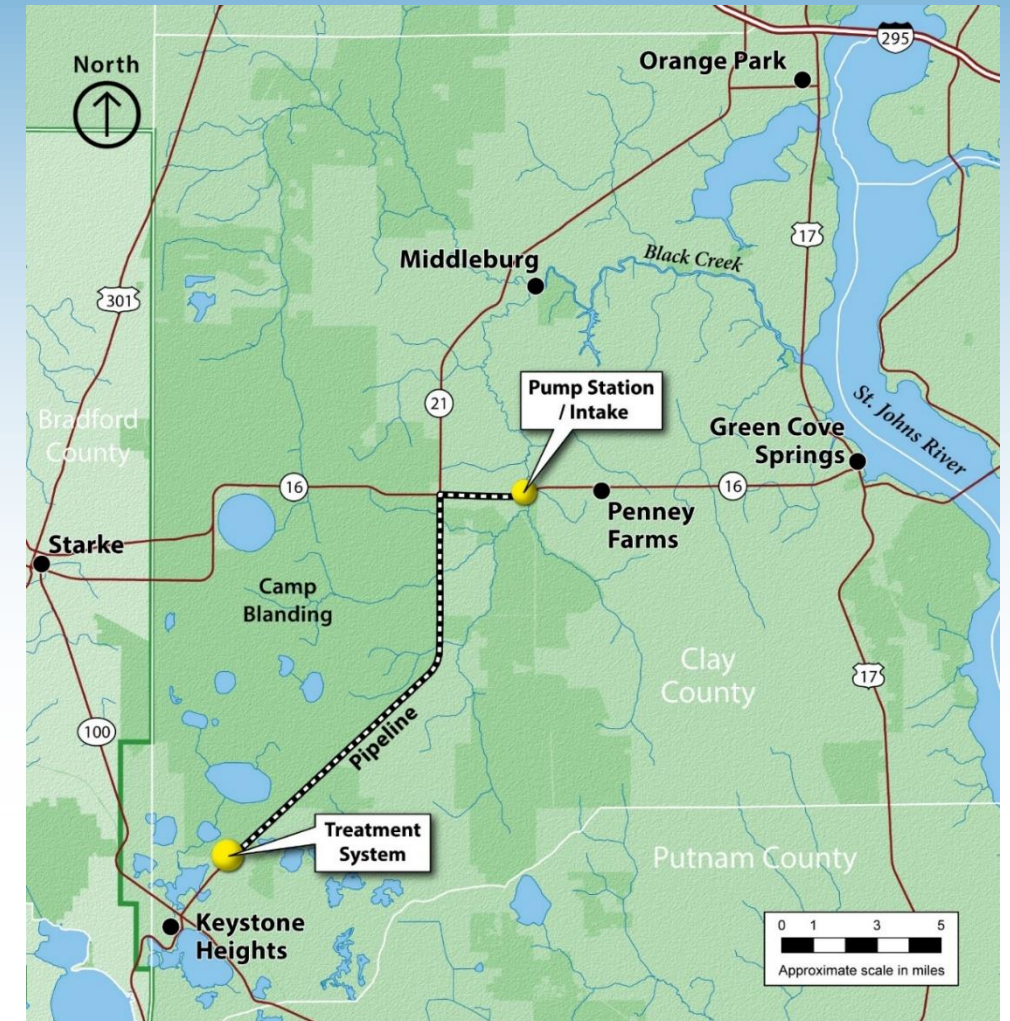 North
295
Orange Park
17
Middleburg
Black Creek
301
Pump Station
/ Intake
21
Bradford
County
Green Cove
Springs
St. Johns River
16
16
Penney
Farms
Starke
Camp
Blanding
Clay
County
17
100
Pipeline
Treatment
System
Putnam County
Keystone
Heights
0 1 3 5
Approximate scale in miles